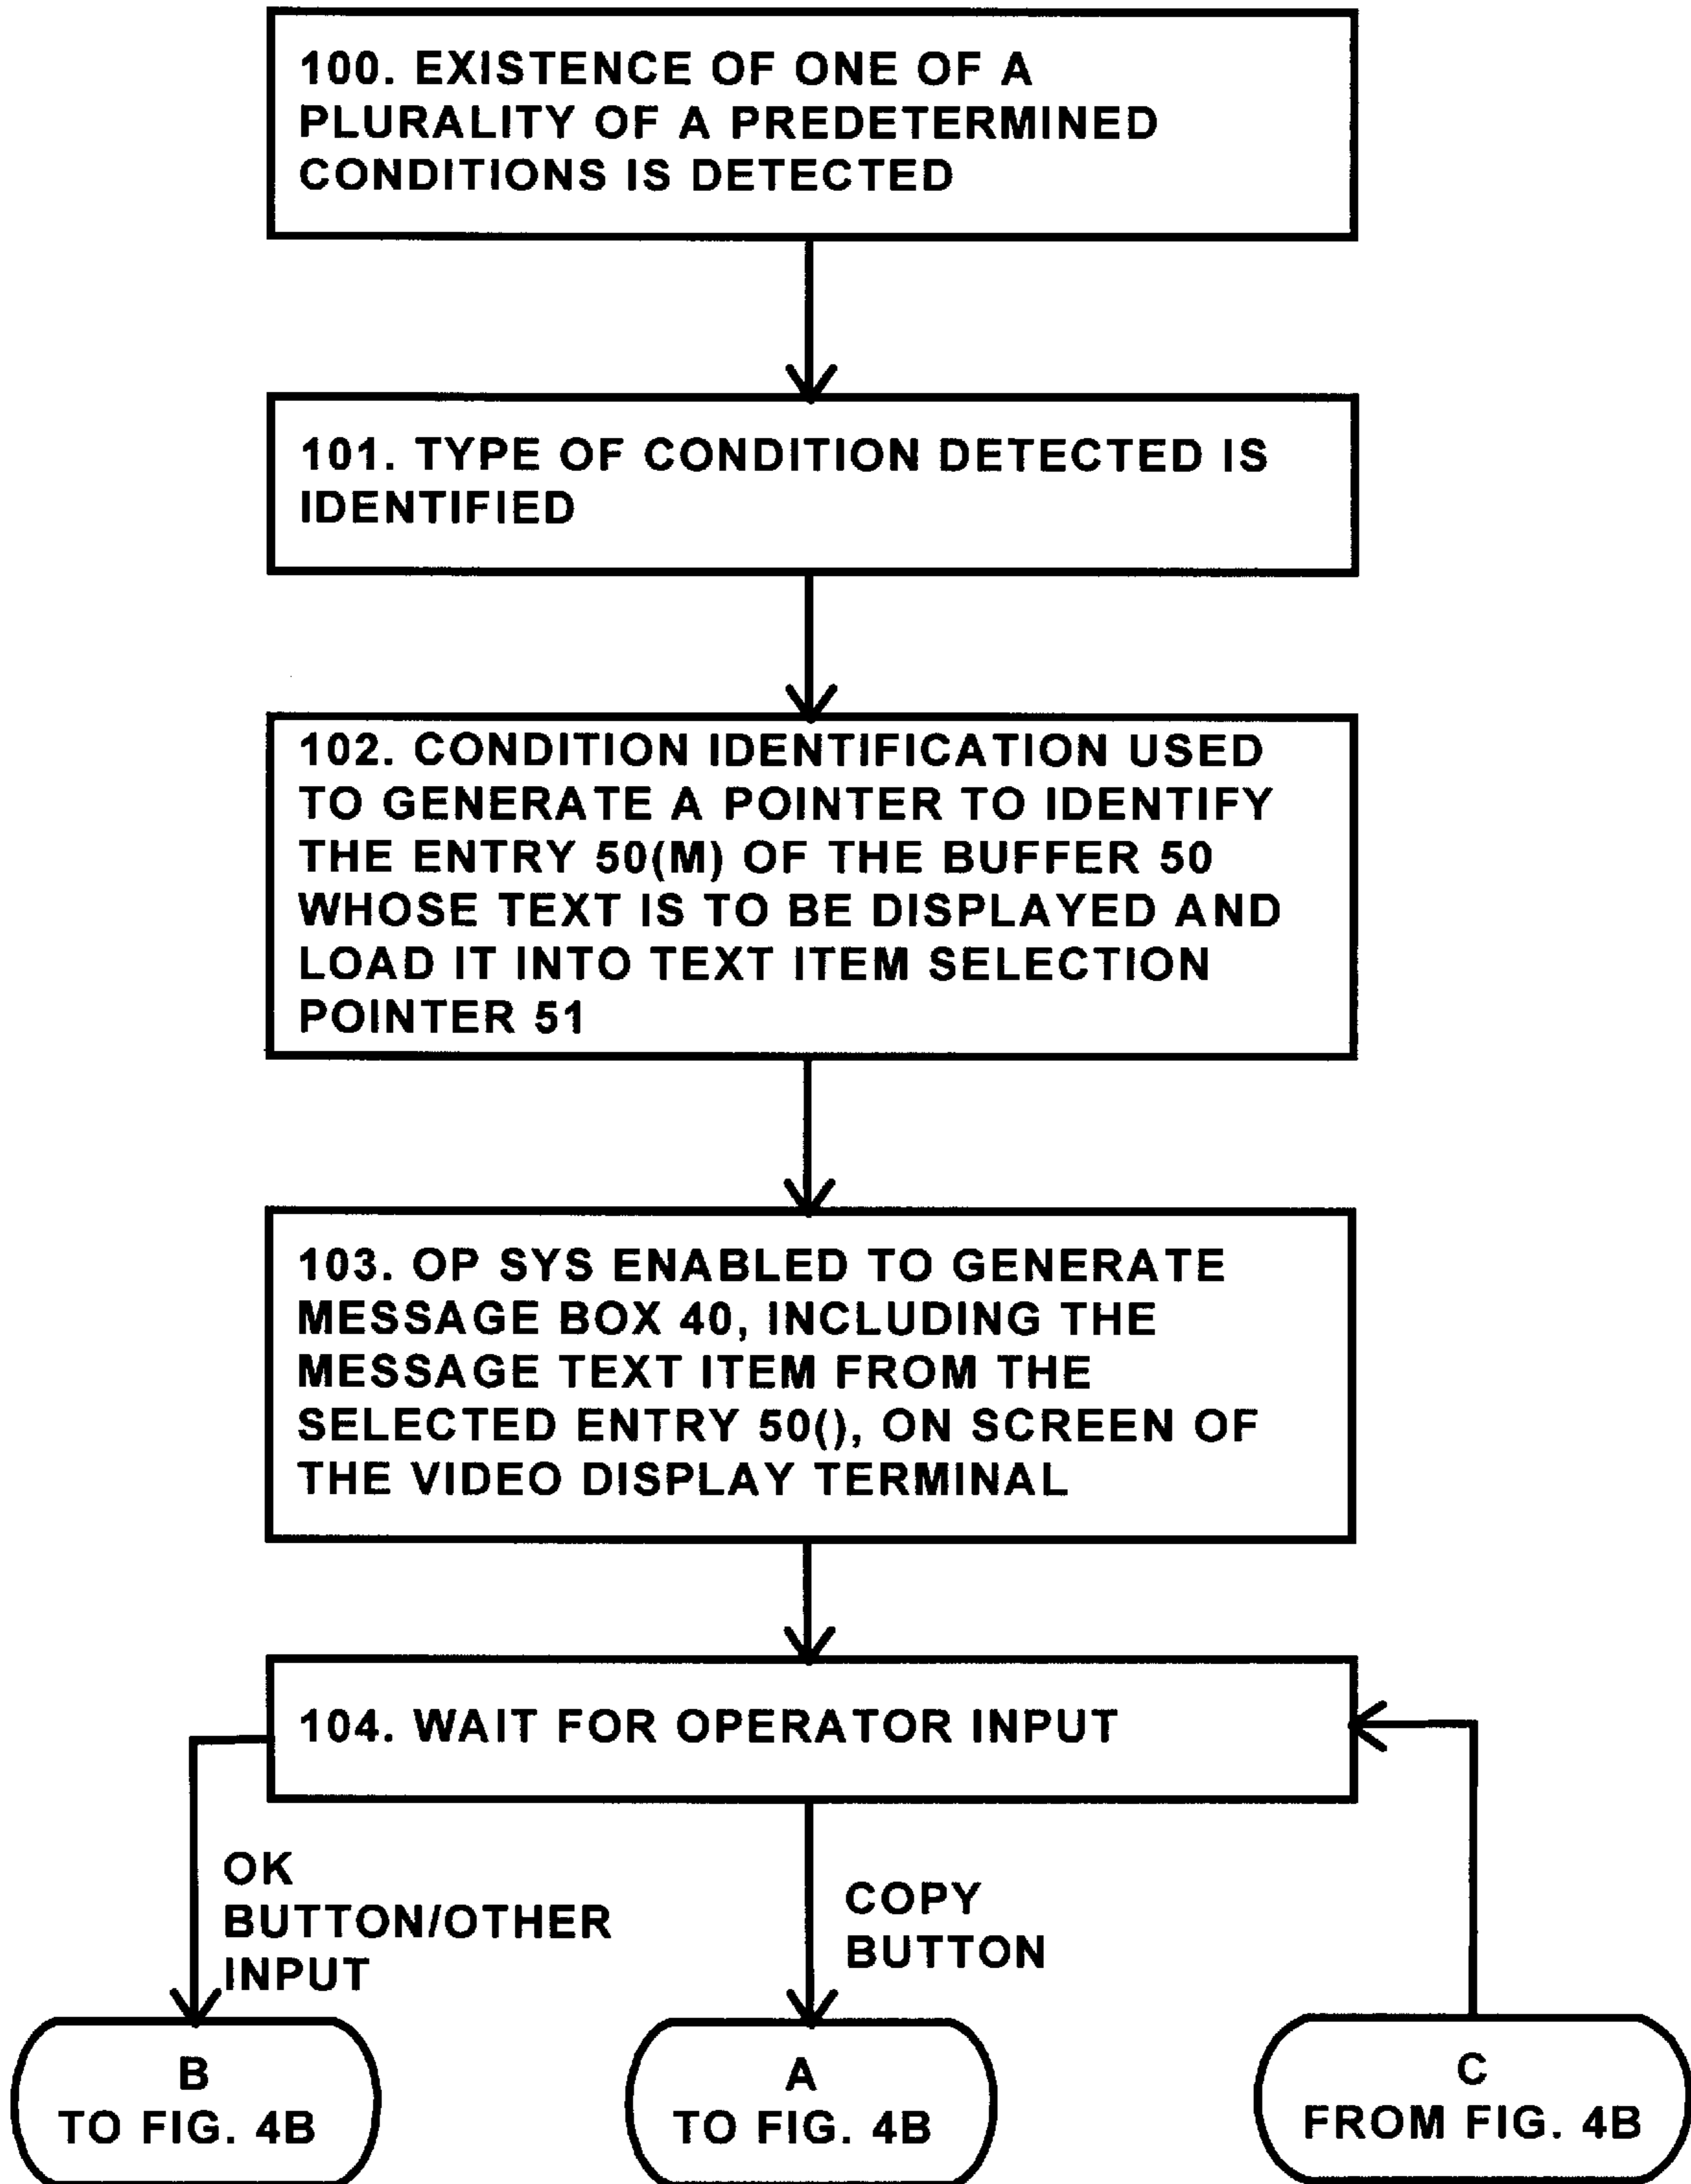 100. EXISTENCE OF ONE OF A
PLURALITY OF A PREDETERMINED
CONDITIONS IS DETECTED
101. TYPE OF CONDITION DETECTED IS
IDENTIFIED
102. CONDITION IDENTIFICATION USED
TO GENERATE A POINTER TO IDENTIFY
THE ENTRY 50(M) OF THE BUFFER 50
WHOSE TEXT IS TO BE DISPLAYED AND
LOAD IT INTO TEXT ITEM SELECTION
POINTER 51
103. OP SYS ENABLED TO GENERATE
MESSAGE BOX 40, INCLUDING THE
MESSAGE TEXT ITEM FROM THE
SELECTED ENTRY 50(), ON SCREEN OF
THE VIDEO DISPLAY TERMINAL
104. WAIT FOR OPERATOR INPUT
OK
BUTTON/OTHER
INPUT
COPY
BUTTON
B
TO FIG. 4B
A
TO FIG. 4B
C
FROM FIG. 4B